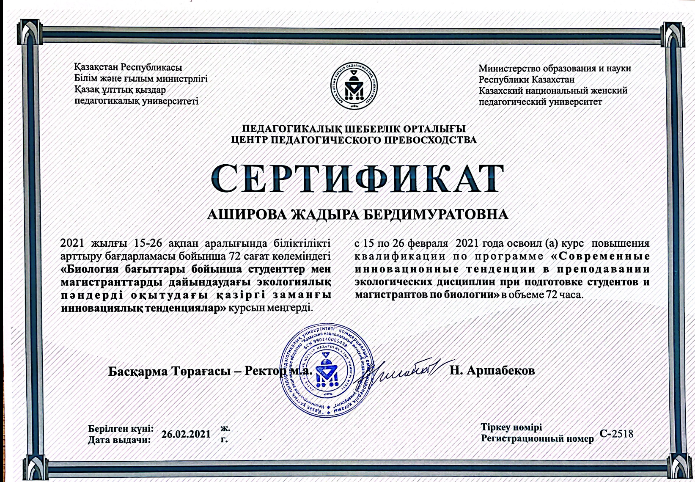 Қазақстан Республикасы
Білім және ғылым министрлігі
Қазақ ұлттық қыздар
педагогикалық университеті
Министерство образования и науки
Республики Казахстан
Казахский национальный женский
педагогический университет
ПЕДАГОГИКАЛЫҚ ШЕБЕРЛІК ОРТАЛЫҒЫ
ЦЕНТР ПЕДАГОГИЧЕСКОГО ПРЕВОСХОДСТВА
СЕРТИФИКАТ
АШИРОВА ЖАДЫРА БЕРДИМУРАТОВНА
2021 жылғы 15-26 ақпан аралығында біліктілікті
арттыру бағдарламасы бойынша 72 сағат көлеміндегі
«Биология бағыттары бойынша студенттер мен
магистранттарды дайындаудағы экологиялық
пәндерді оқытудағы қазіргі заманғы
инновациялық тенденциялар» курсын меңгерді.
с 15 по 26 февраля 2021 года освоил (а) курс повышения
квалификации по программе «Современные
инновационные тенденции в преподавании
экологических дисциплин при подготовке студентов и
магистрантов по биологии» в объеме 72 часа.
Басқарма Төрағасы – Ректор м.а.
Н. Аршабеков
Берілген күні: ж.
Дата выдачи: 26.02.2021 г.
Тіркеу нөмірі
Регистрационный номер С-2518